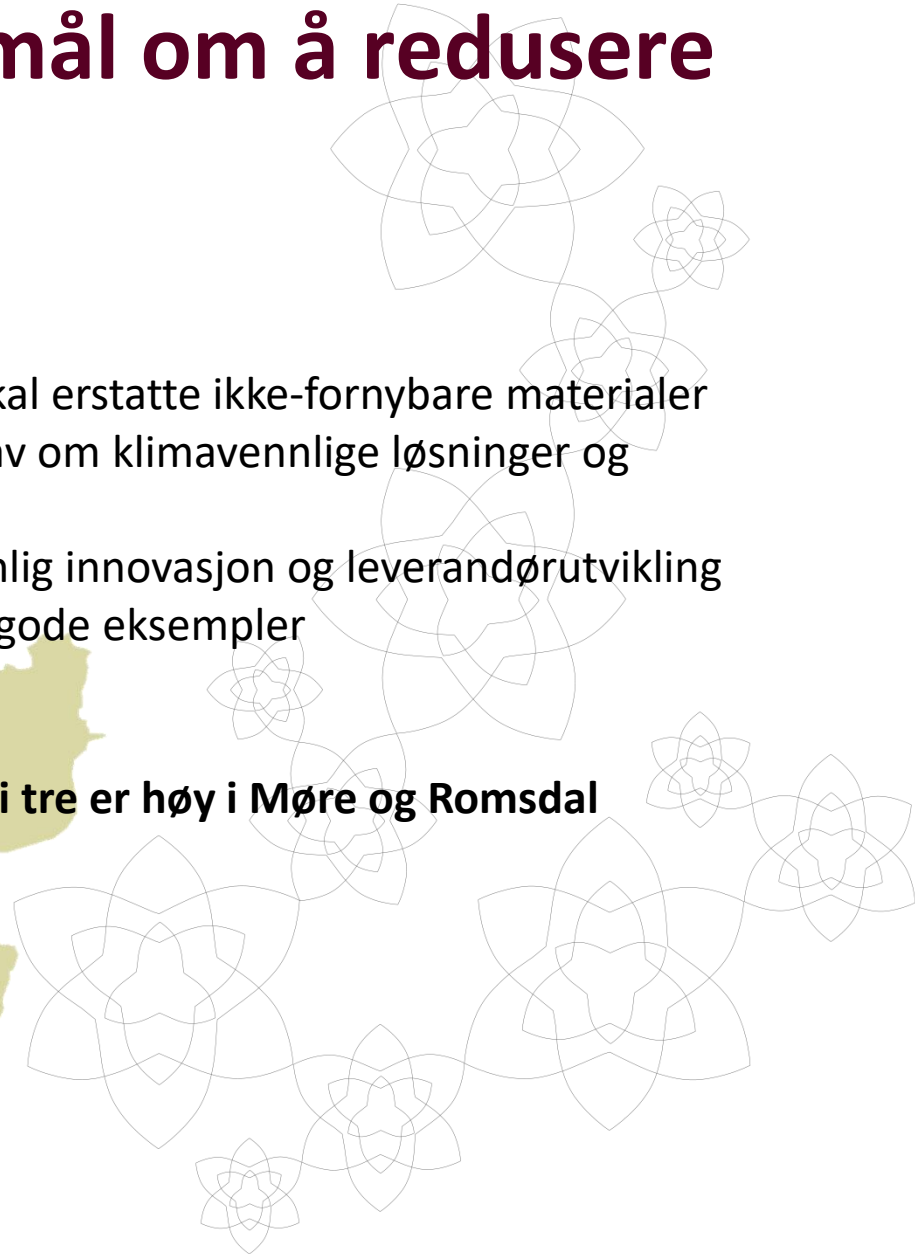 mål om å redusere
kal erstatte ikke-fornybare materialer
av om klimavennlige løsninger og
nlig innovasjon og leverandørutvikling
gode eksempler
i tre er høy i Møre og Romsdal